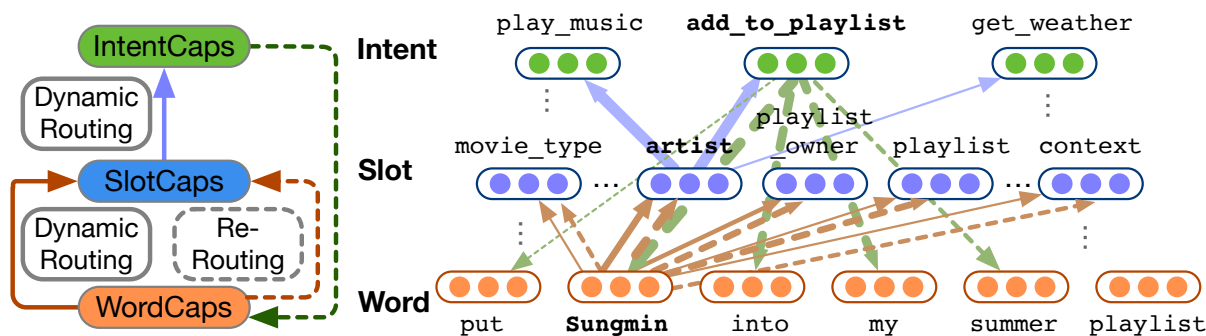 IntentCaps
Dynamic
Routing
SlotCaps
Dynamic
Routing
Re-
Routing
WordCaps
Intent
play_music
add_to_playlist
get_weather
Slot
movie_type
artist
playlist
_owner
playlist
context
Word
put
Sungmin
into
my
summer
playlist